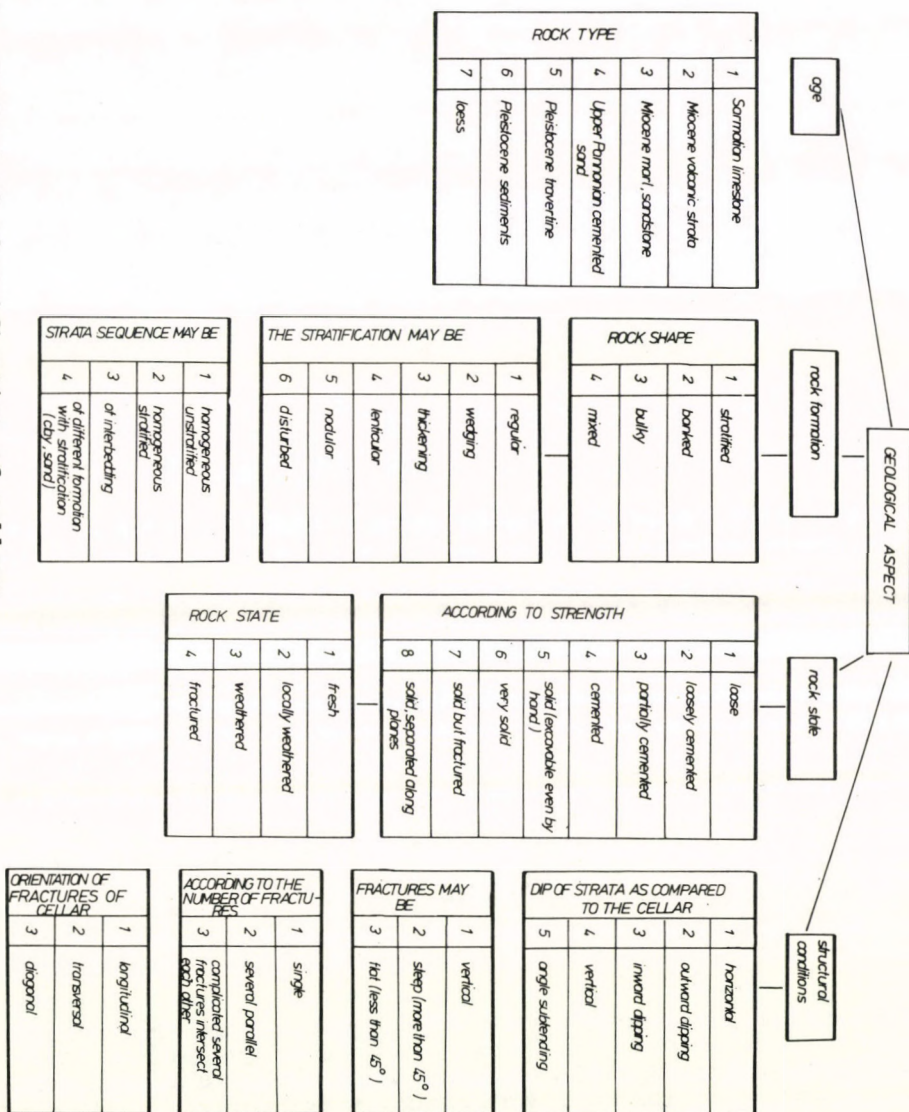 GEOLOGICAL ASPECT
age
ROCK TYPE
1 Sarmatian limestone
2 Miocene volcanic strata
3 Miocene marl, sandstone
4 Upper Pannonian cemented
sand
5 Pleistocene travertine
6 Pleistocene sediments
7 loess
rock formation
ROCK SHAPE
1 stratified
2 banked
3 bulky
4 mixed
THE STRATIFICATION MAY BE
1 regular
2 wedging
3 thickening
4 lenticular
5 nodular
6 disturbed
STRATA SEQUENCE MAY BE
1 homogeneous
unstratified
2 homogeneous
stratified
3 of interbedding
4 of different formation
with stratification
(clay, sand)
rock state
ACCORDING TO STRENGTH
1 loose
2 loosely cemented
3 partially cemented
4 cemented
5 solid (excavable even by
hand)
6 very solid
7 solid but fractured
8 solid, separated along
planes
ROCK STATE
1 fresh
2 locally weathered
3 weathered
4 fractured
structural
conditions
DIP OF STRATA AS COMPARED
TO THE CELLAR
1 horizontal
2 outward dipping
3 inward dipping
4 vertical
5 angle subtending
FRACTURES MAY
BE
1 vertical
2 steep (more than 45°)
3 flat (less than 45°)
ACCORDING TO THE
NUMBER OF FRACTU-
RES
1 single
2 several parallel
3 complicated several
fractures intersect
each other
ORIENTATION OF
FRACTURES OF
CELLAR
1 longitudinal
2 transversal
3 diagonal